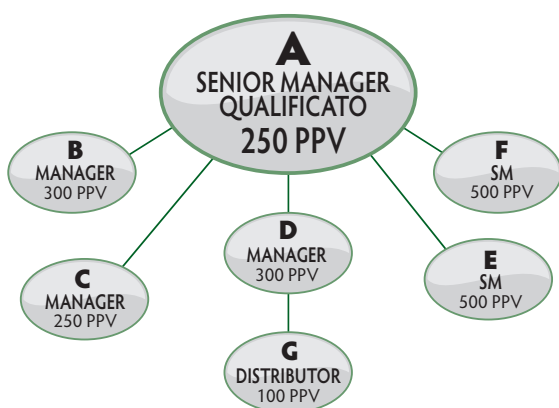 A
SENIOR MANAGER
QUALIFICATO
250 PPV
B
MANAGER
300 PPV
F
SM
500 PPV
D
MANAGER
300 PPV
C
MANAGER
250 PPV
E
SM
500 PPV
G
DISTRIBUTOR
100 PPV